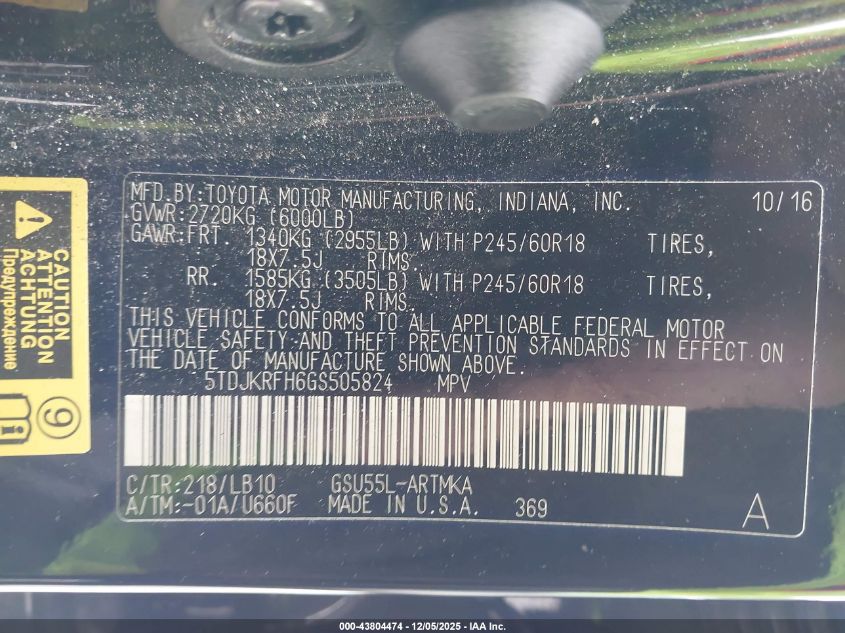 MFD.BY:TOYOTA MOTOR MANUFACTURING, INDIANA, INC. 10/16
GVWR:2720KG (6000LB)
GAWR:FRT. 1340KG (2955LB) WITH P245/60R18 TIRES,
18X7.5J RIMS.
RR. 1585KG (3505LB) WITH P245/60R18 TIRES,
18X7.5J RIMS.
THIS VEHICLE CONFORMS TO ALL APPLICABLE FEDERAL MOTOR
VEHICLE SAFETY AND THEFT PREVENTION STANDARDS IN EFFECT ON
THE DATE OF MANUFACTURE SHOWN ABOVE.
5TDJKRFH6GS505824 MPV
C/TR:218/LB10 GSU55L-ARTMKA
A/TM:-01A/U660F MADE IN U.S.A. 369 A
CAUTION
ATTENTION
ACHTUNG
Предупреждение
9
000-43804474 - 12/05/2025 - IAA Inc.